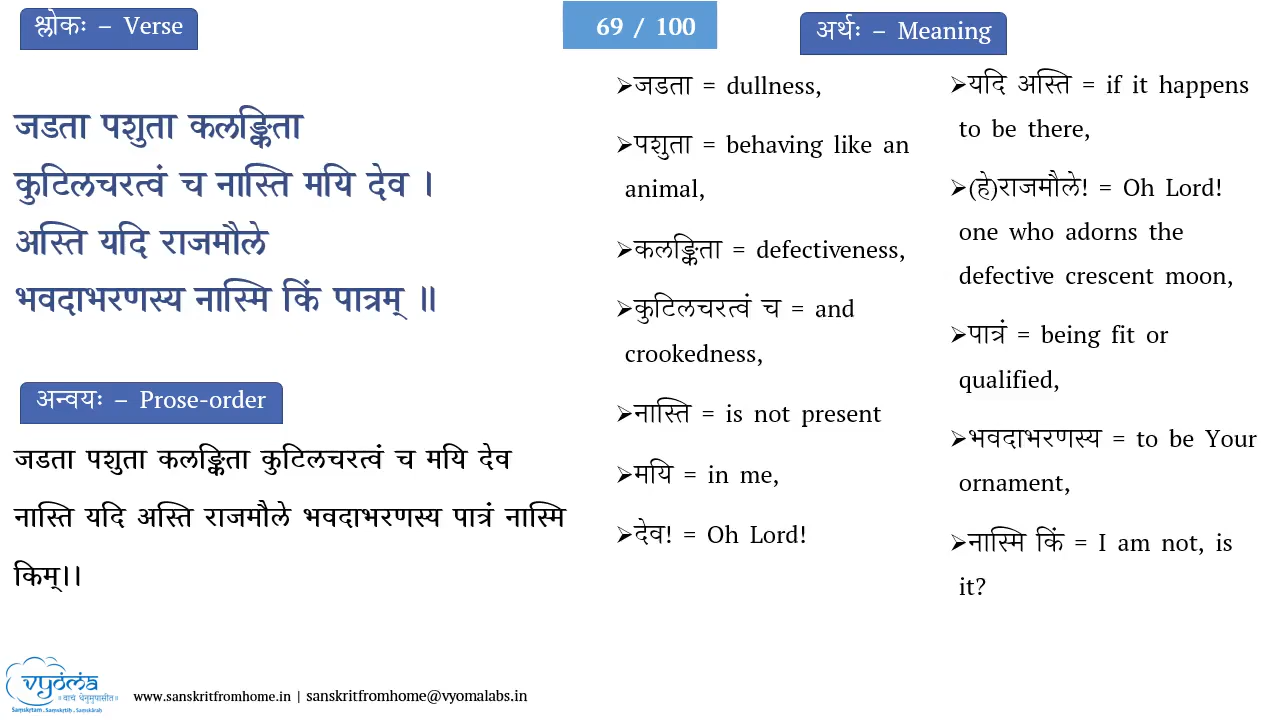 श्लोकः – Verse
जडता पशुता कलङ्किता
कुटिलचरत्वं च नास्ति मयि देव ।
अस्ति यदि राजमौले
भवदाभरणस्य नास्मि किं पात्रम् ॥
अन्वयः – Prose-order
जडता पशुता कलङ्किता कुटिलचरत्वं च मयि देव
नास्ति यदि अस्ति राजमौले भवदाभरणस्य पात्रं नास्मि
किम्।।
69 / 100
अर्थः – Meaning
➢जडता = dullness,
➢पशुता = behaving like an
animal,
➢कलङ्किता = defectiveness,
➢कुटिलचरत्वं च = and
crookedness,
➢नास्ति = is not present
➢मयि = in me,
➢देव! = Oh Lord!
➢यदि अस्ति = if it happens
to be there,
➢(हे)राजमौले! = Oh Lord!
one who adorns the
defective crescent moon,
➢पात्रं = being fit or
qualified,
➢भवदाभरणस्य = to be Your
ornament,
➢नास्मि किं = I am not, is
it?
vyoma
॥ वाचं धेनुमुपासीत॥
Samskrtam . Samskrtih . Samskarah
www.sanskritfromhome.in | sanskritfromhome@vyomalabs.in